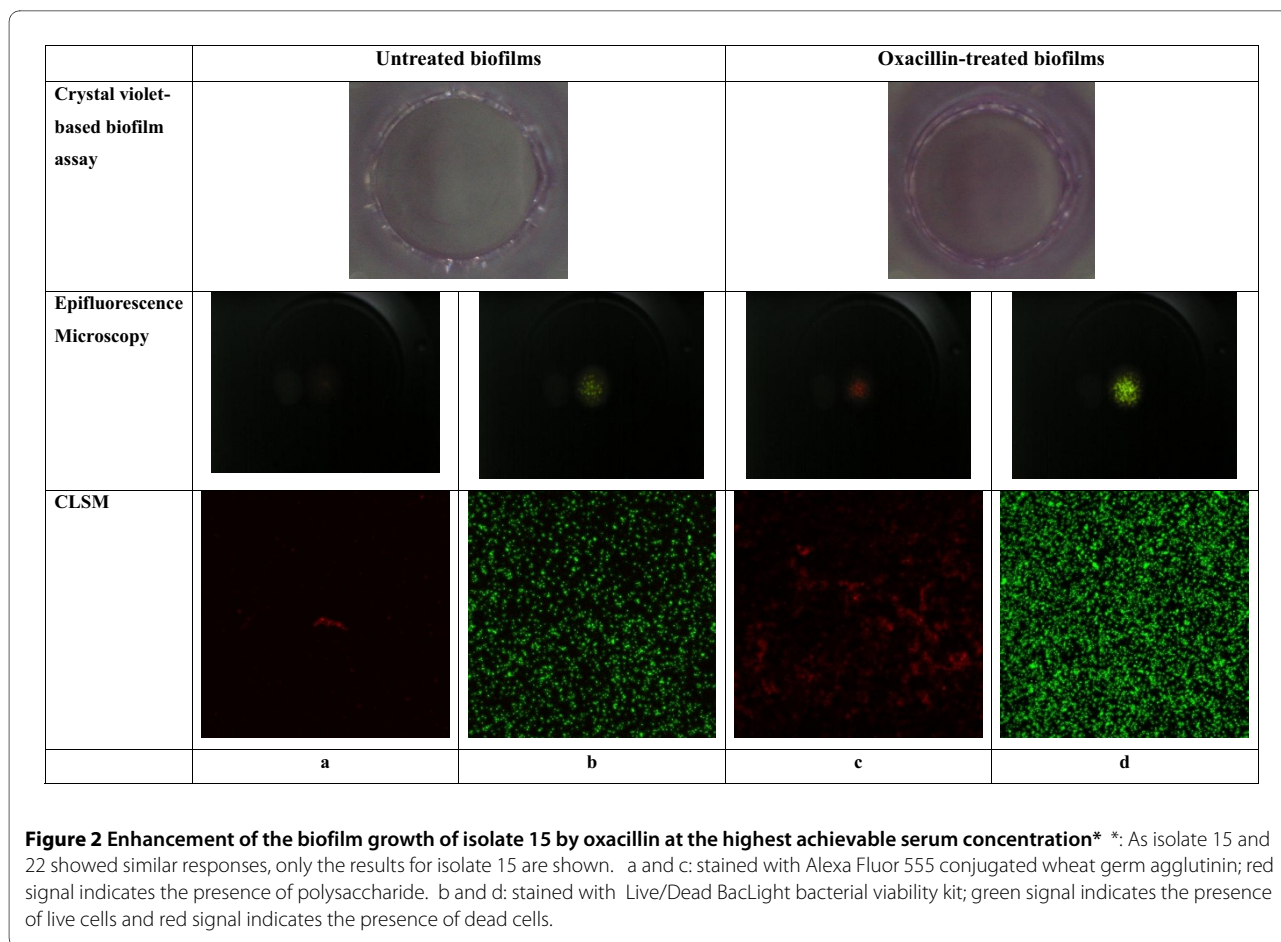 Untreated biofilms Oxacillin-treated biofilms
Crystal violet-
based biofilm
assay
Epifluorescence
Microscopy
CLSM
a b c d
Figure 2 Enhancement of the biofilm growth of isolate 15 by oxacillin at the highest achievable serum concentration* *: As isolate 15 and
22 showed similar responses, only the results for isolate 15 are shown. a and c: stained with Alexa Fluor 555 conjugated wheat germ agglutinin; red
signal indicates the presence of polysaccharide. b and d: stained with Live/Dead BacLight bacterial viability kit; green signal indicates the presence
of live cells and red signal indicates the presence of dead cells.